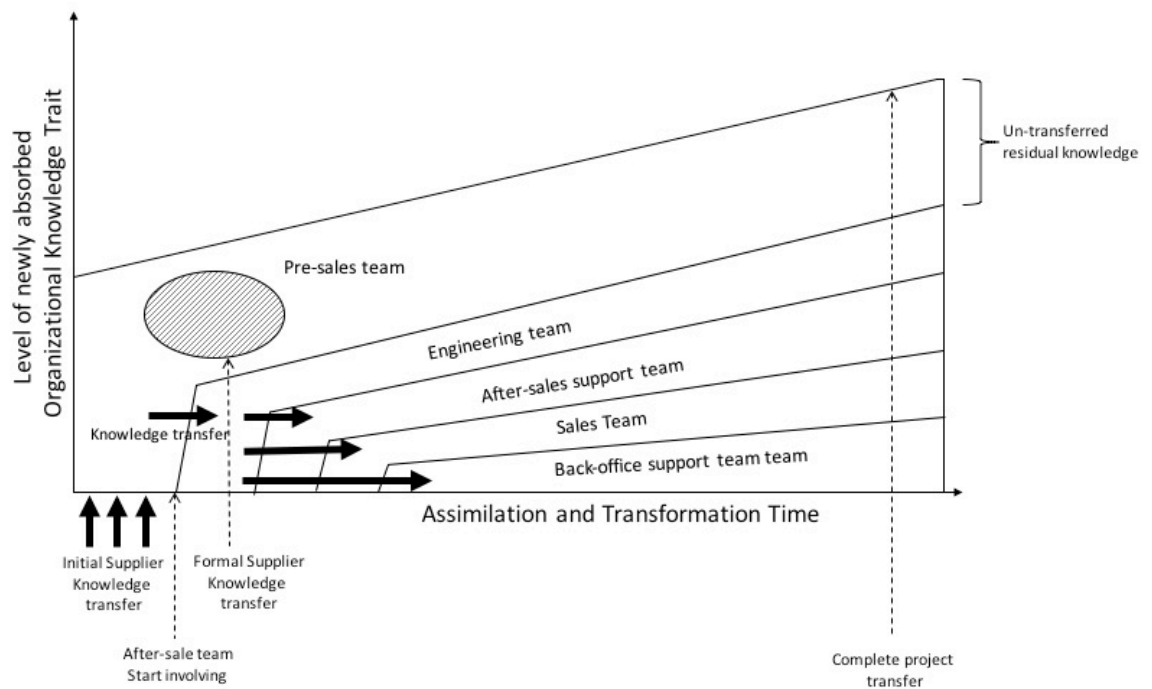 Level of newly absorbed
Organizational Knowledge Trait
Un-transferred
residual knowledge
Pre-sales team
Engineering team
After-sales support team
Sales Team
Knowledge transfer
Back-office support team team
Assimilation and Transformation Time
Initial Supplier
Knowledge
transfer
Formal Supplier
Knowledge
transfer
After-sale team
Start involving
Complete project
transfer